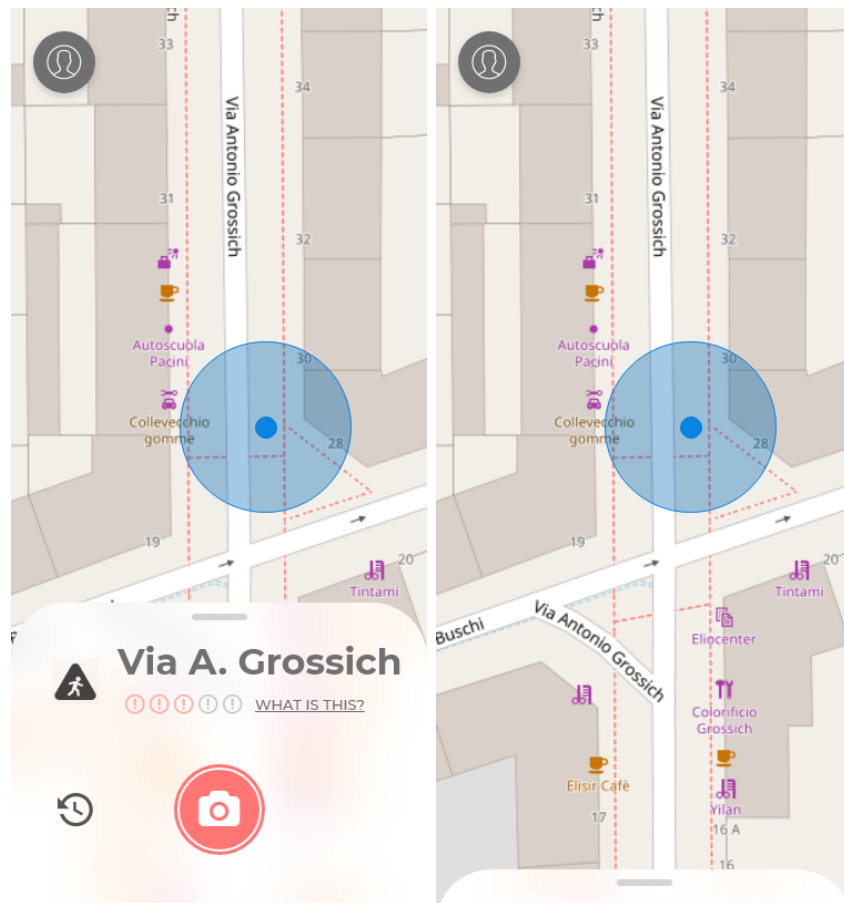 ch
33
34
Via Antonio Grossich
31
32
Autoscuola
Pacini
30
Collevecchio
gomme
28
19
20
Tintami
Via A. Grossich
WHAT IS THIS?
ch
33
34
Via Antonio Grossich
31
32
Autoscuola
Pacini
30
Collevecchio
gomme
28
19
20
Tintami
Buschi
Via Antonio Grossich
Eliocenter
Colorificio
Grossich
Elisir Cafè
Yilan
17
16 A
16